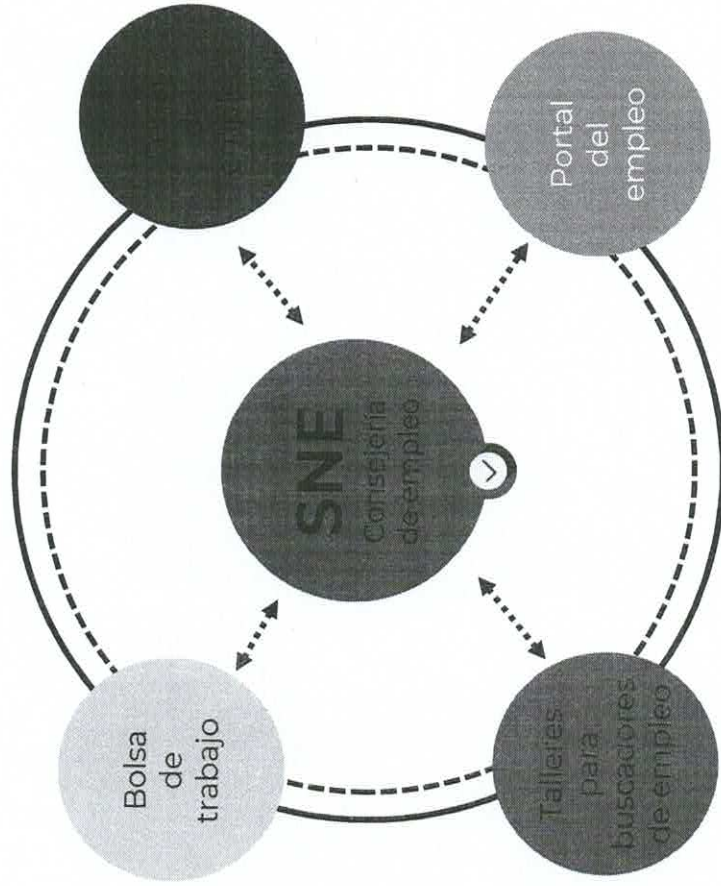 Talleres
para
buscadores
de empleo
Bolsa
de
trabajo
SNE
Consejería
de empleo
Portal
del
empleo